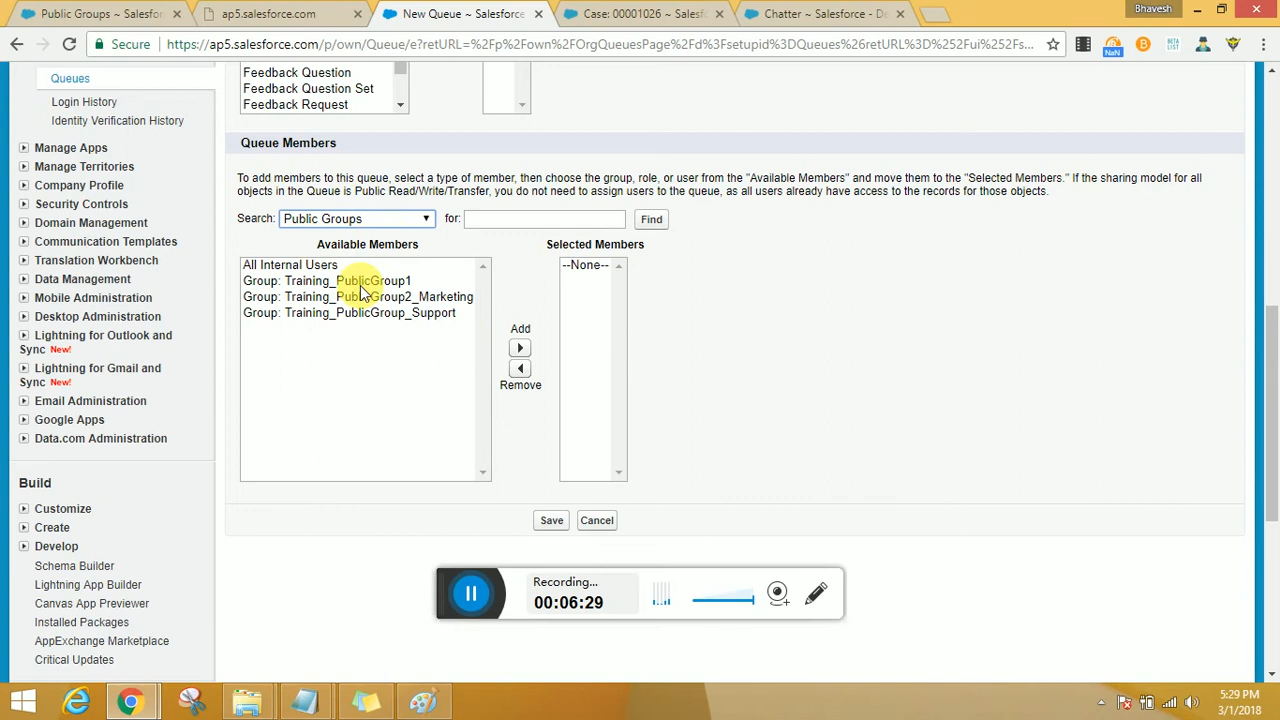 Public Groups ~ Salesfor
ap5.salesforce.com
New Queue ~ Salesforce
Case: 00001026 ~ Salesf
Chatter ~ Salesforce - De
Bhavesh
Secure
https://ap5.salesforce.com/p/own/Queue/e?retURL=%2Fp%2Fown%2FOrgQueuesPage%2Fd%3Fsetupid%3DQueues%26retURL%3D%252Fui%252Fs...
NaN
BETA
LIST
Queues
Login History
Identity Verification History
Manage Apps
Manage Territories
Company Profile
Security Controls
Domain Management
Communication Templates
Translation Workbench
Data Management
Mobile Administration
Desktop Administration
Lightning for Outlook and
Sync New!
Lightning for Gmail and
Sync New!
Email Administration
Google Apps
Data.com Administration
Build
Customize
Create
Develop
Schema Builder
Lightning App Builder
Canvas App Previewer
Installed Packages
AppExchange Marketplace
Critical Updates
Feedback Question
Feedback Question Set
Feedback Request
Queue Members
To add members to this queue, select a type of member, then choose the group, role, or user from the "Available Members" and move them to the "Selected Members." If the sharing model for all
objects in the Queue is Public Read/Write/Transfer, you do not need to assign users to the queue, as all users already have access to the records for those objects.
Search: Public Groups for: Find
Available Members
Selected Members
All Internal Users
Group: Training_PublicGroup1
Group: Training_PublicGroup2_Marketing
Group: Training_PublicGroup_Support
--None--
Add
Remove
Save
Cancel
Recording...
00:06:29
5:29 PM
3/1/2018